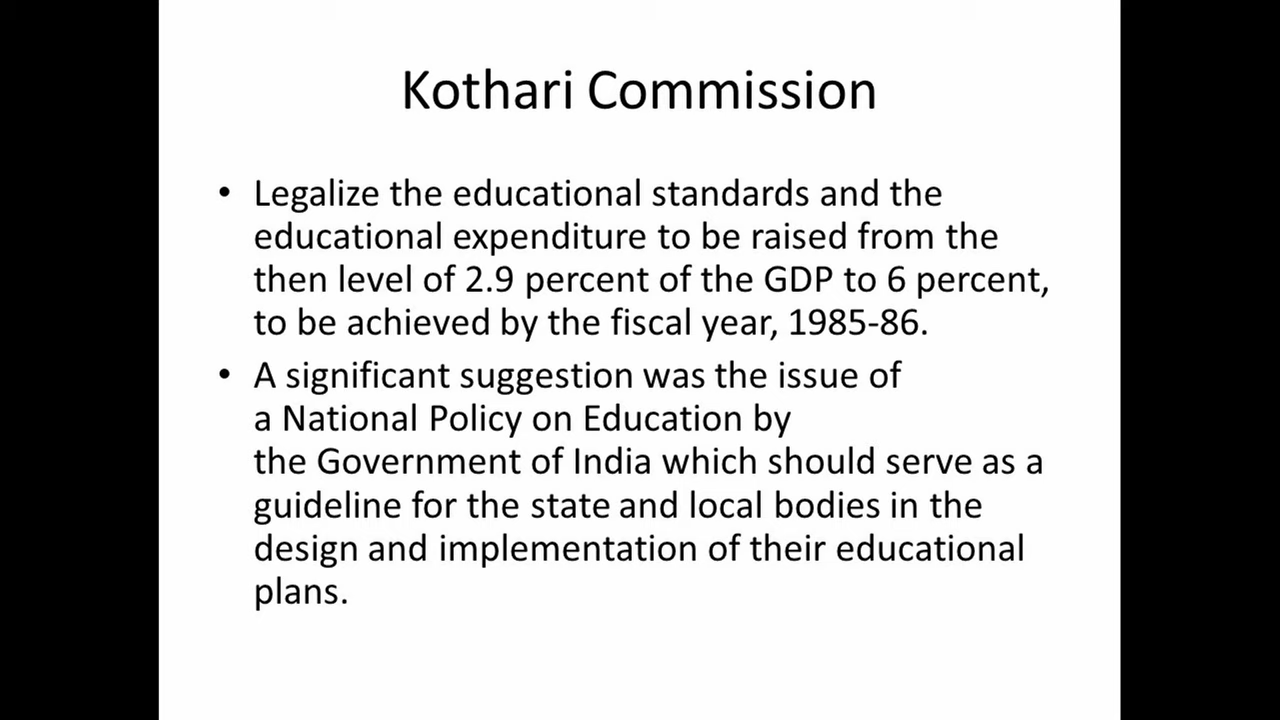 Kothari Commission
• Legalize the educational standards and the
educational expenditure to be raised from the
then level of 2.9 percent of the GDP to 6 percent,
to be achieved by the fiscal year, 1985-86.
• A significant suggestion was the issue of
a National Policy on Education by
the Government of India which should serve as a
guideline for the state and local bodies in the
design and implementation of their educational
plans.